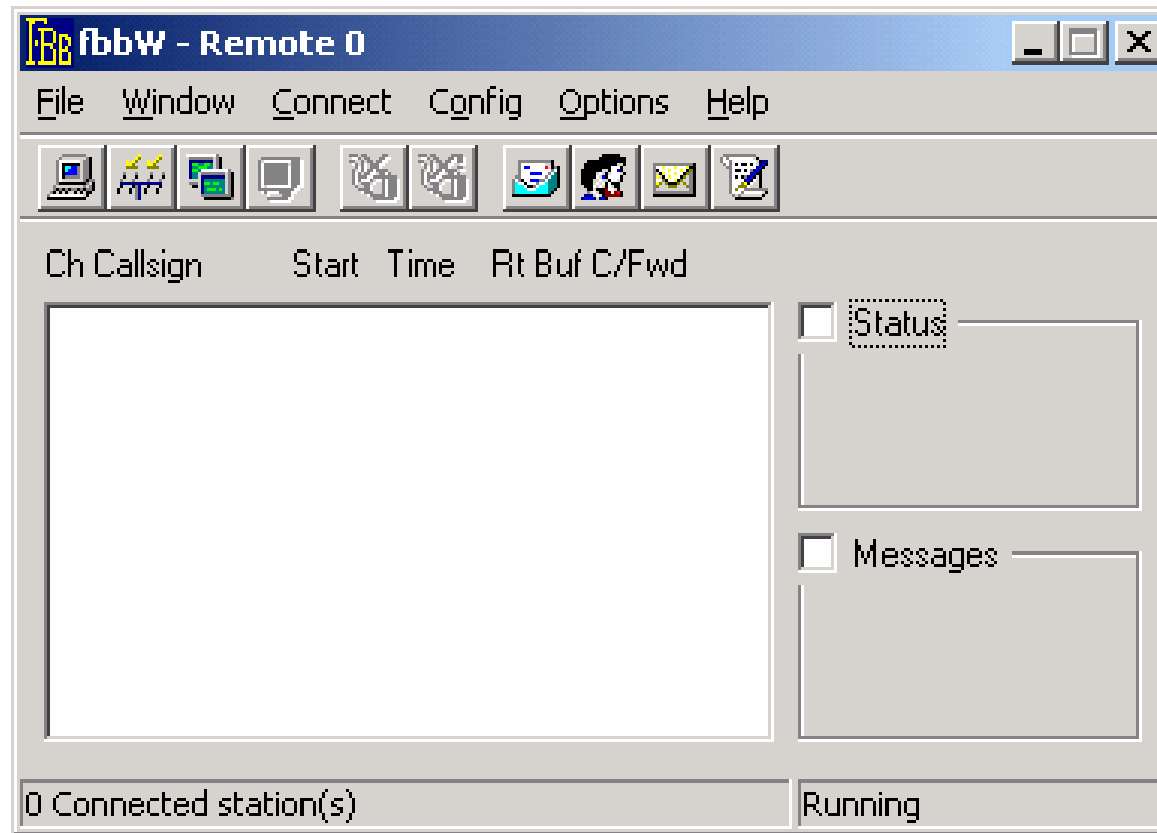 FBB fbbW - Remote 0
File Window Connect Config Options Help
Ch Callsign Start Time Rt Buf C/Fwd
Status
Messages
0 Connected station(s)
Running